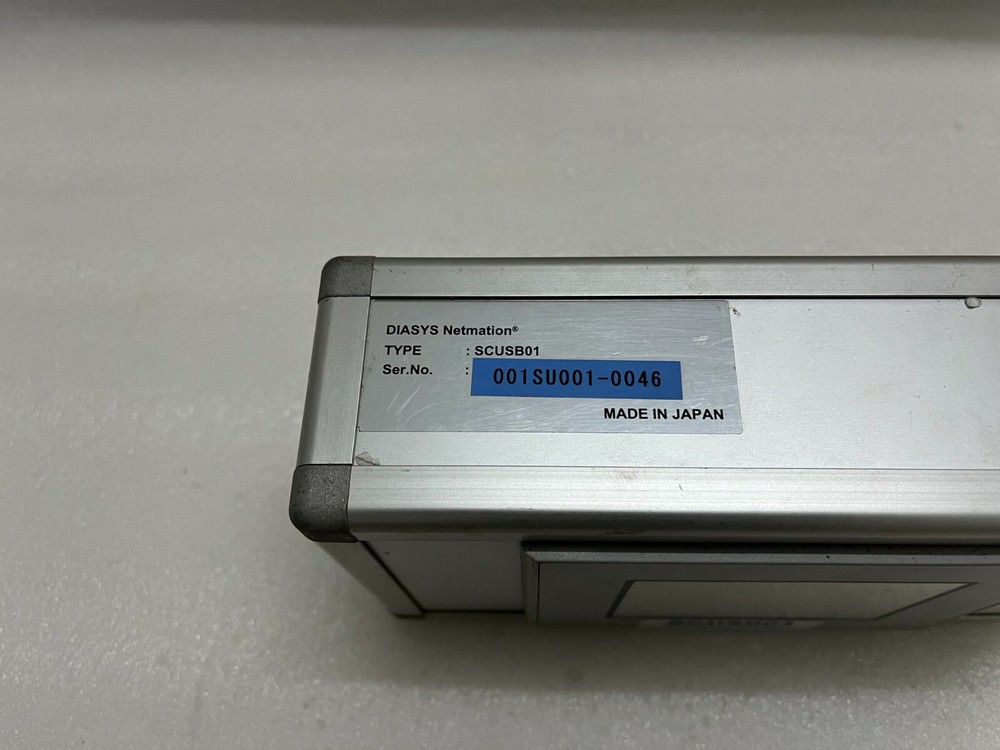 DIASYS Netmation®
TYPE : SCUSB01
Ser.No. : 001SU001-0046
MADE IN JAPAN